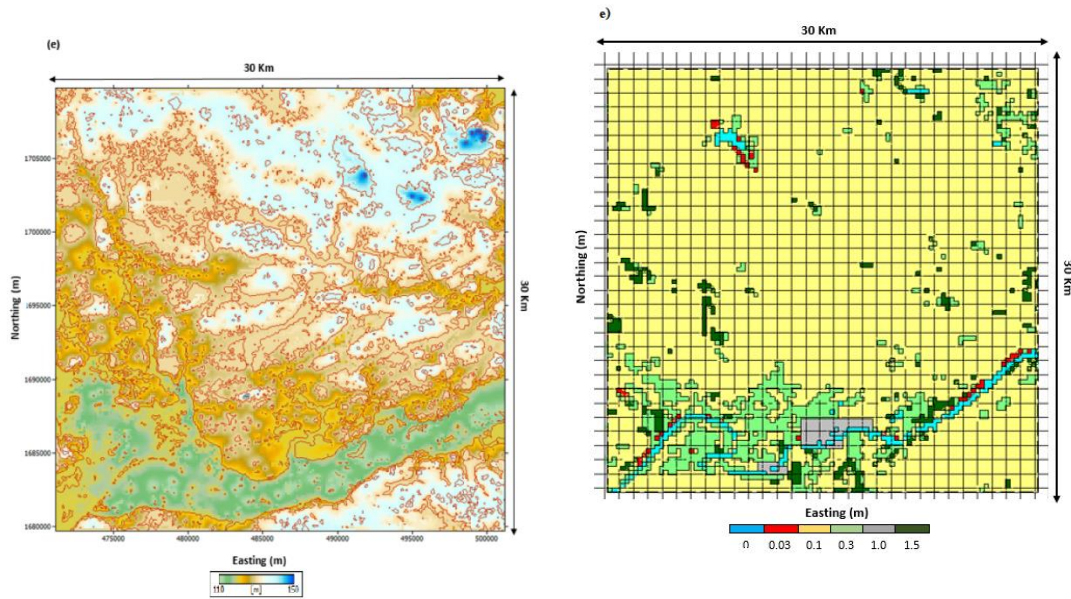 (e)
30 Km
1705000
1700000
1695000
1690000
1685000
1680000
Northing (m)
30 Km
475000
480000
485000
490000
495000
500000
Easting (m)
110 [m] 150
e)
30 Km
Northing (m)
30 Km
Easting (m)
0 0.03 0.1 0.3 1.0 1.5